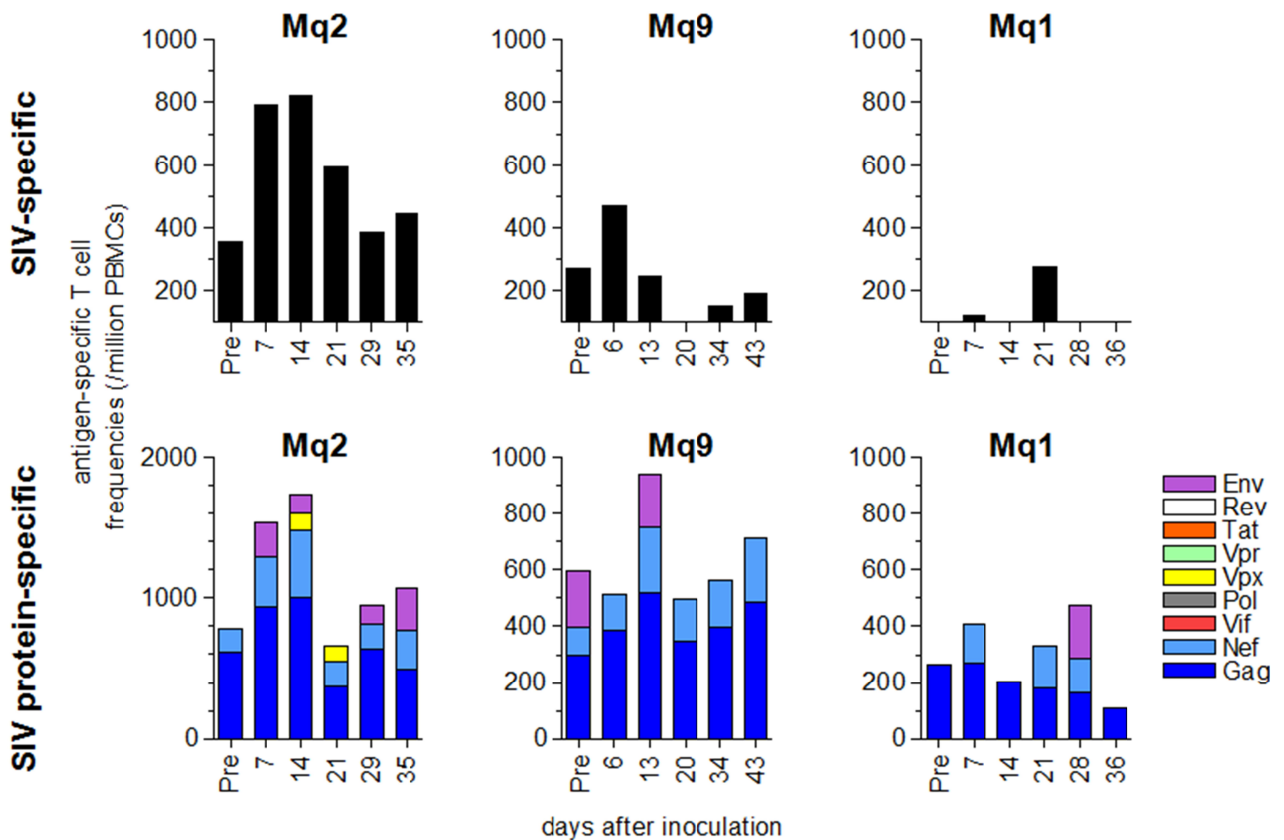 Mq2
Mq9
Mq1
SIV-specific
antigen-specific T cell
frequencies (/million PBMCs)
1000
800
600
400
200
Pre
7
14
21
29
35
1000
800
600
400
200
Pre
6
13
20
34
43
1000
800
600
400
200
Pre
7
14
21
28
36
SIV protein-specific
Mq2
Mq9
Mq1
2000
1000
0
Pre
7
14
21
29
35
1000
800
600
400
200
0
Pre
6
13
20
34
43
1000
800
600
400
200
0
Pre
7
14
21
28
36
Env
Rev
Tat
Vpr
Vpx
Pol
Vif
Nef
Gag
days after inoculation